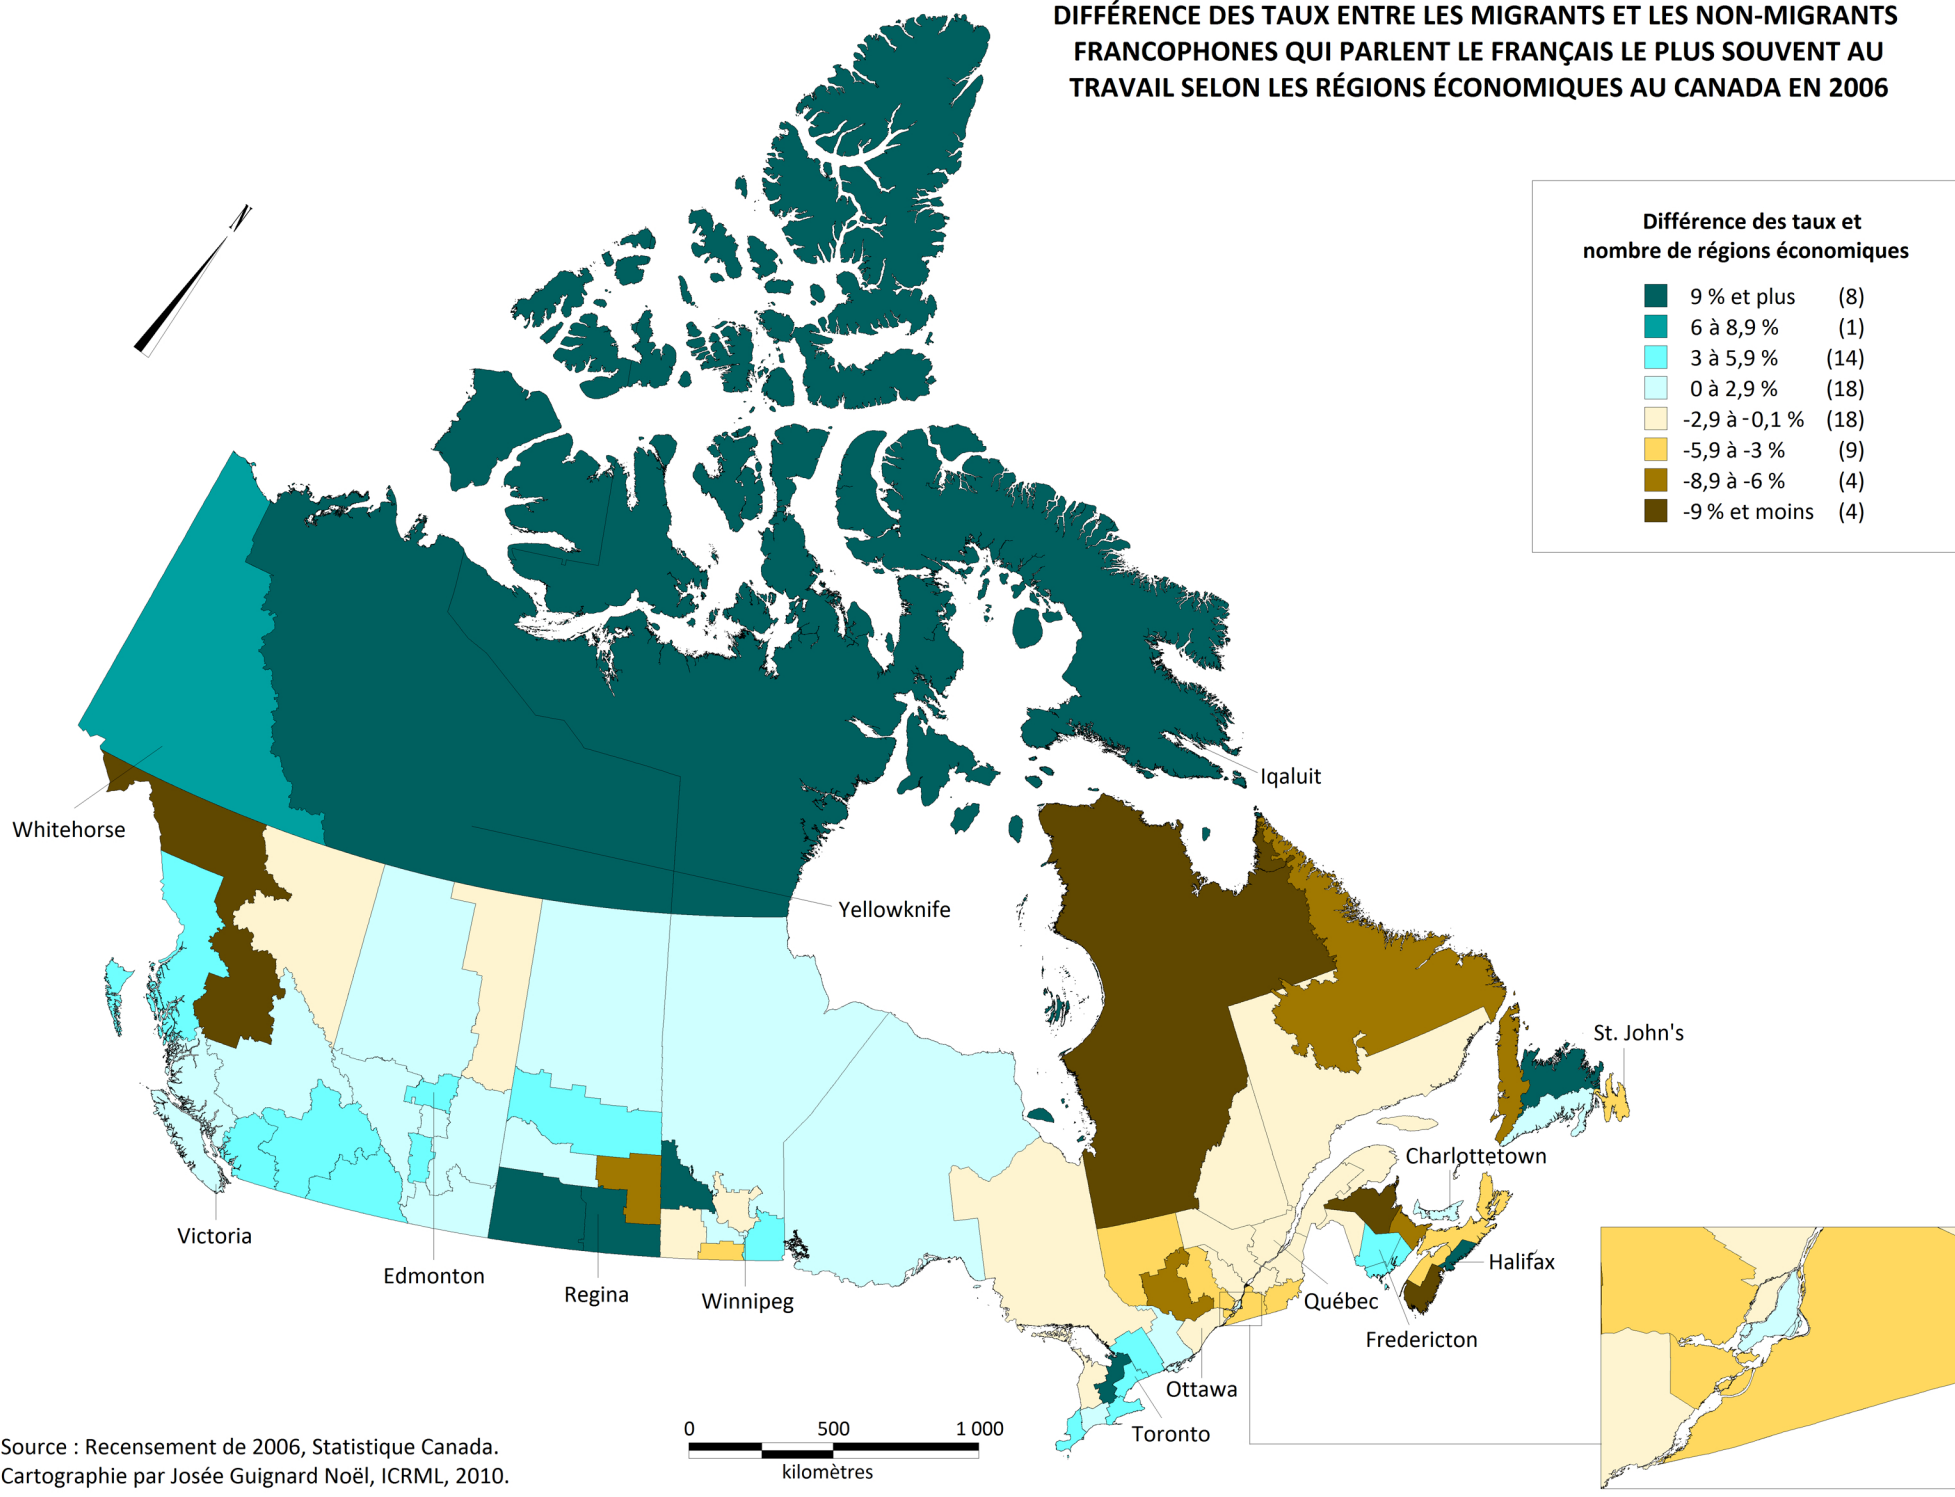 DIFFÉRENCE DES TAUX ENTRE LES MIGRANTS ET LES NON-MIGRANTS
FRANCOPHONES QUI PARLENT LE FRANÇAIS LE PLUS SOUVENT AU
TRAVAIL SELON LES RÉGIONS ÉCONOMIQUES AU CANADA EN 2006
Différence des taux et
nombre de régions économiques
9 % et plus (8)
6 à 8,9 % (1)
3 à 5,9 % (14)
0 à 2,9 % (18)
-2,9 à -0,1 % (18)
-5,9 à -3 % (9)
-8,9 à -6 % (4)
-9 % et moins (4)
Iqaluit
Whitehorse
Yellowknife
St. John's
Charlottetown
Victoria
Halifax
Edmonton
Regina
Winnipeg
Québec
Fredericton
Ottawa
Toronto
0 500 1 000
kilomètres
Source : Recensement de 2006, Statistique Canada.
Cartographie par Josée Guignard Noël, ICRML, 2010.